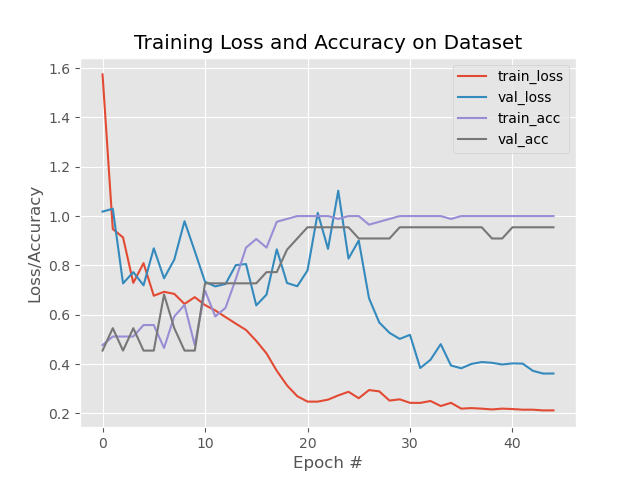 Training Loss and Accuracy on Dataset
train_loss
val_loss
train_acc
val_acc
Loss/Accuracy
1.6
1.4
1.2
1.0
0.8
0.6
0.4
0.2
0 10 20 30 40
Epoch #